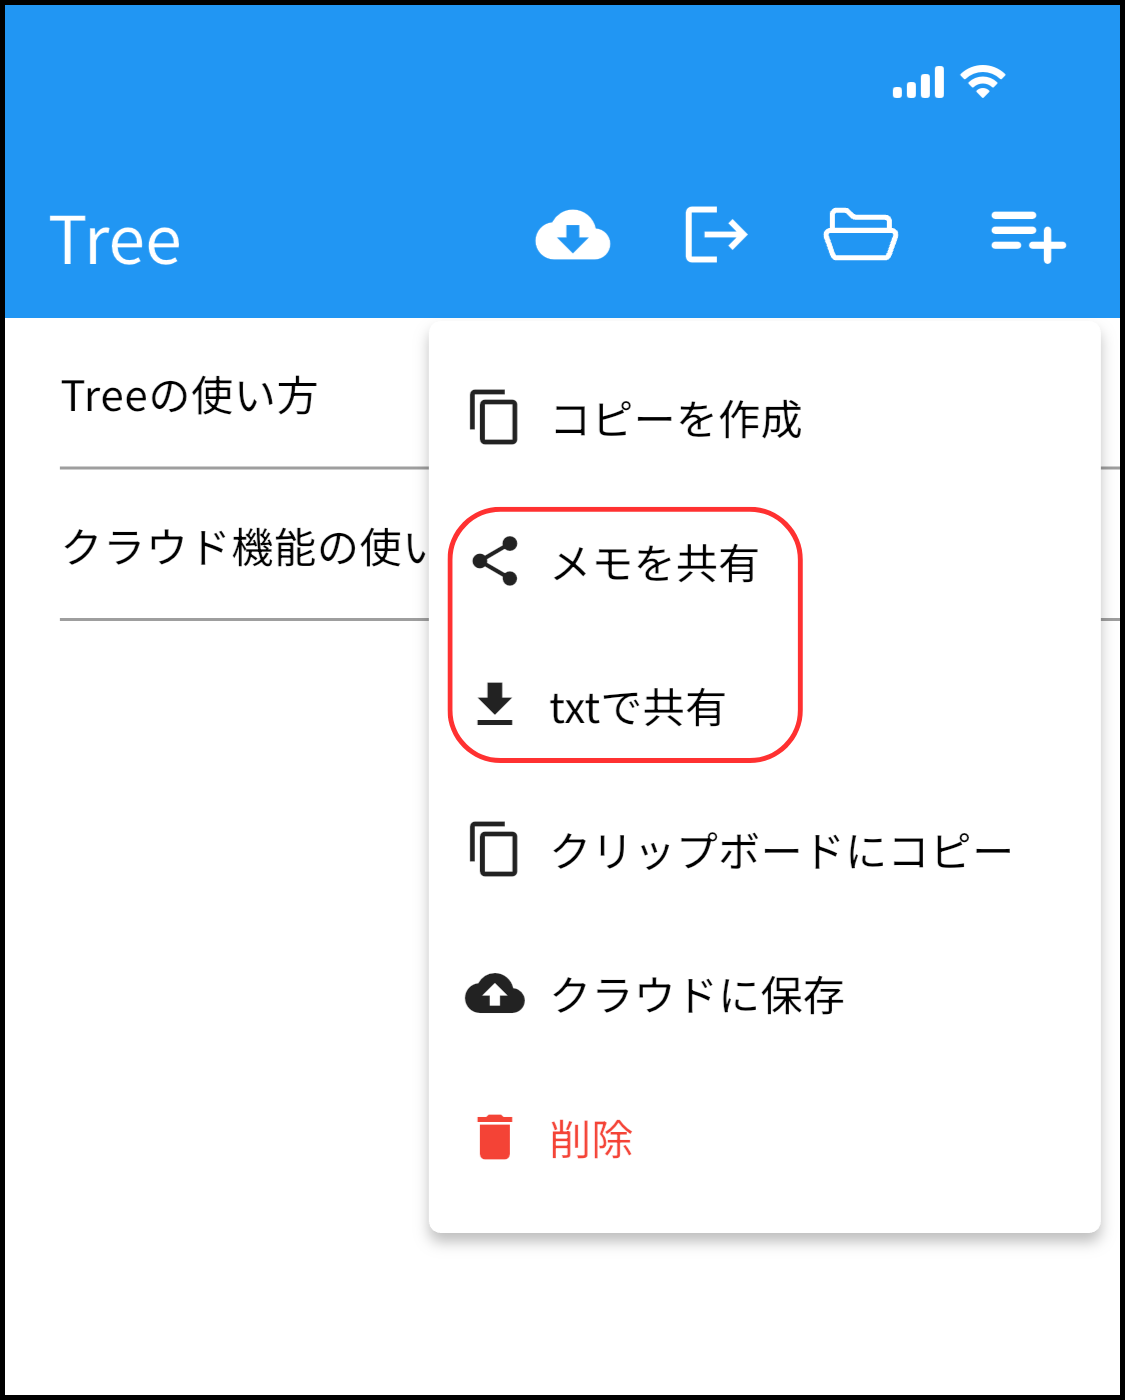 Tree
Treeの使い方
クラウド機能の使い
コピーを作成
メモを共有
txtで共有
クリップボードにコピー
クラウドに保存
削除